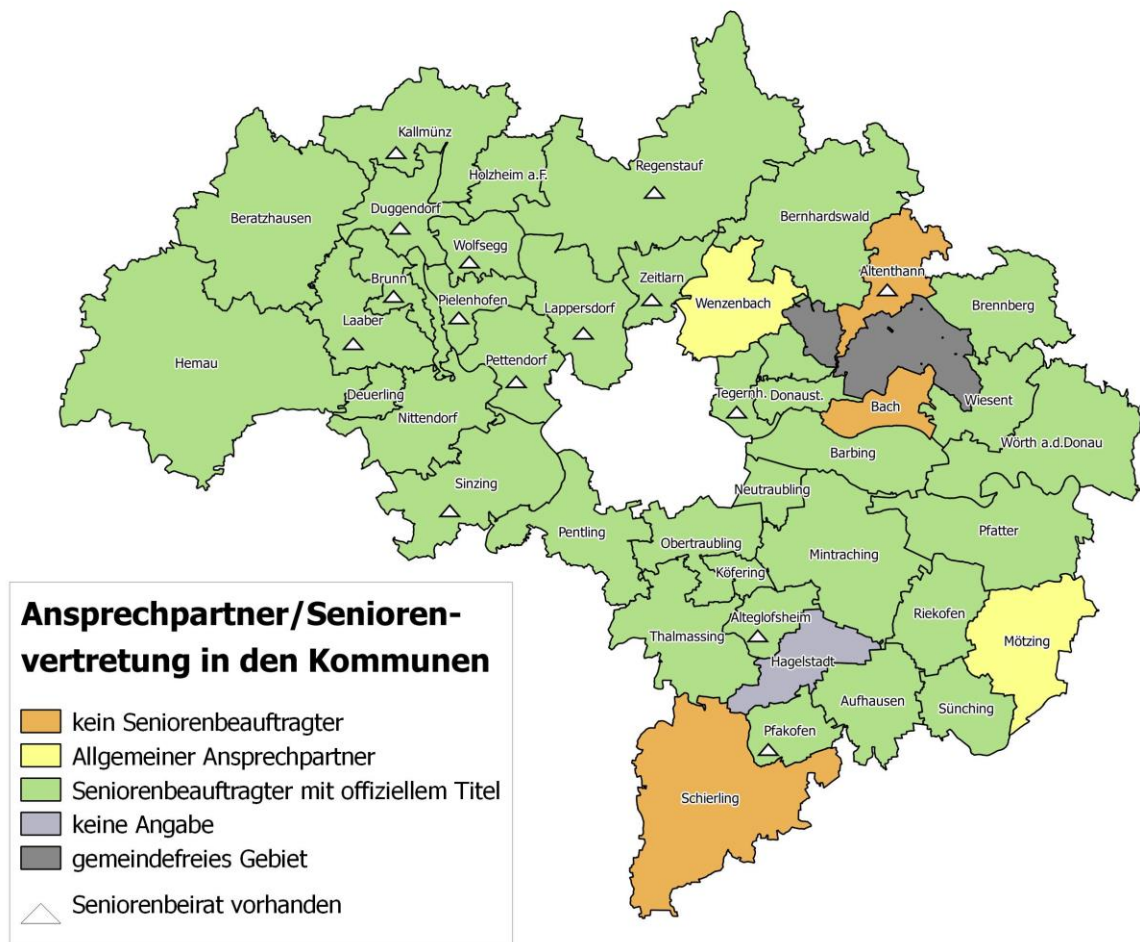 Kallmünz
Holzheim a.F.
Regenstauf
Beratzhausen
Duggendorf
Bernhardswald
Wolfsegg
Altenthann
Brunn
Zeitlarn
Pielenhofen
Lappersdorf
Wenzenbach
Brennberg
Laaber
Hemau
Pettendorf
Deuerling
Tegernh.
Donaust.
Wiesent
Bach
Nittendorf
Wörth a.d.Donau
Barbing
Sinzing
Neutraubling
Pentling
Pfatter
Obertraubling
Mintraching
Köfering
Riekofen
Alteglofsheim
Thalmassing
Mötzing
Hagelstadt
Aufhausen
Sünching
Pfakofen
Schierling
Ansprechpartner/Senioren-
vertretung in den Kommunen
kein Seniorenbeauftragter
Allgemeiner Ansprechpartner
Seniorenbeauftragter mit offiziellem Titel
keine Angabe
gemeindefreies Gebiet
Seniorenbeirat vorhanden